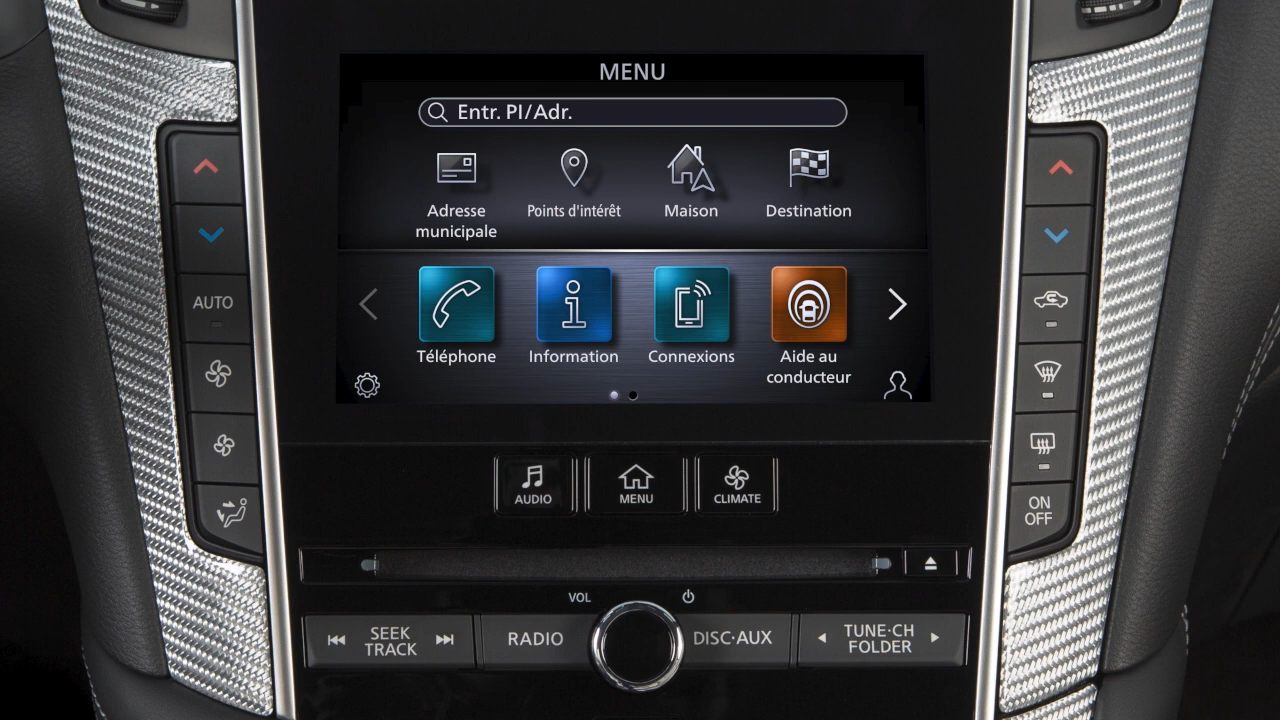 MENU
Entr. PI/Adr.
Adresse
municipale
Points d'intérêt
Maison
Destination
Téléphone
Information
Connexions
Aide au
conducteur
AUTO
ON
OFF
AUDIO
MENU
CLIMATE
VOL
SEEK
TRACK
RADIO
DISC·AUX
TUNE·CH
FOLDER